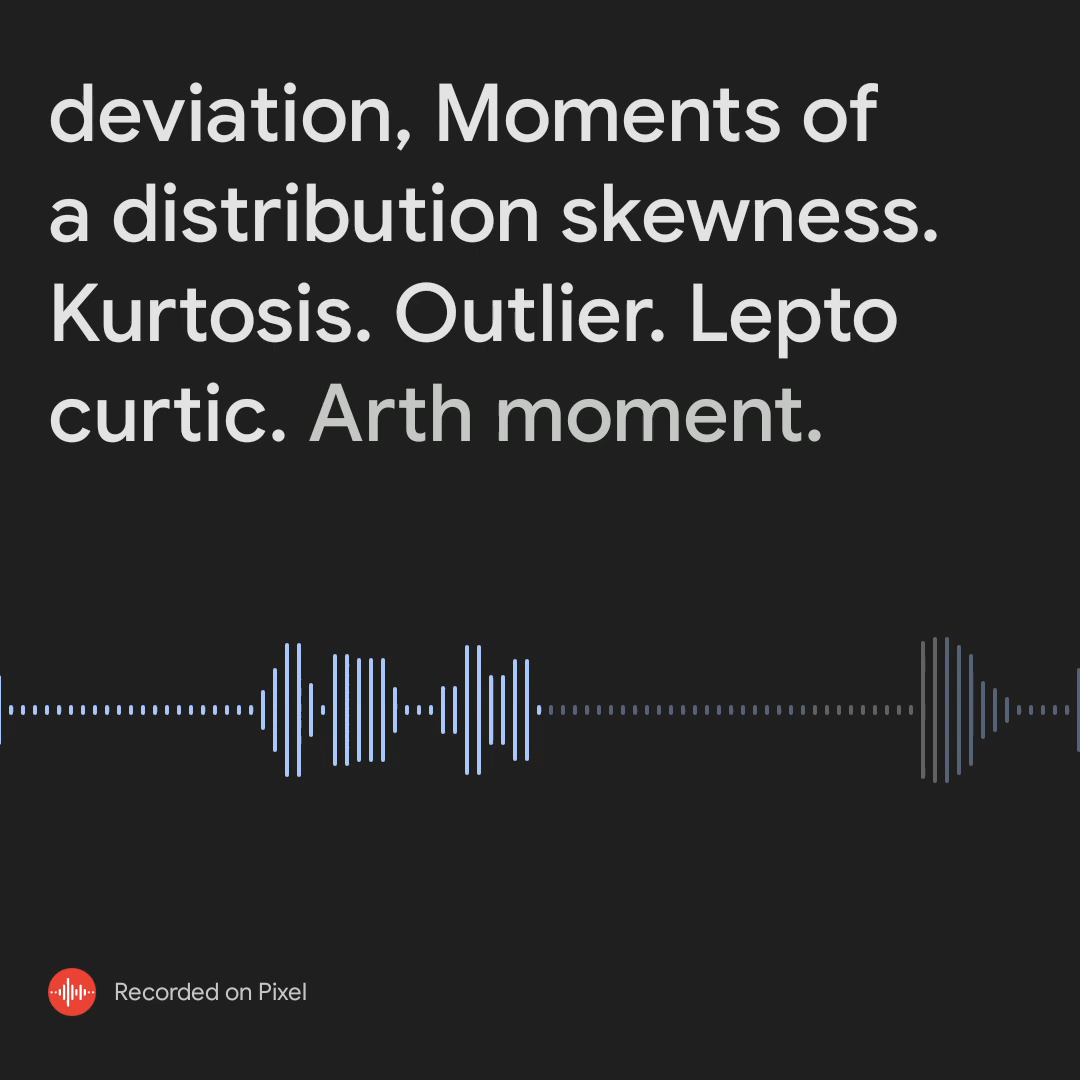 deviation, Moments of
a distribution skewness.
Kurtosis. Outlier. Lepto
curtic. Arth moment.
Recorded on Pixel